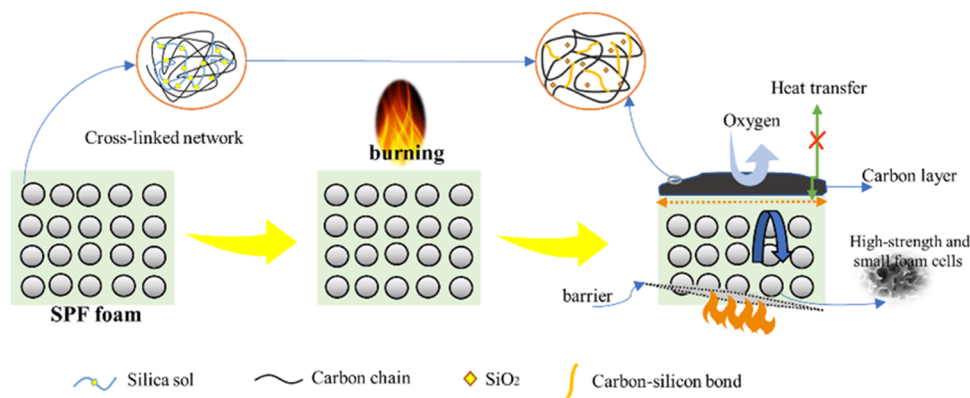 Heat transfer
Oxygen
Cross-linked network
burning
Carbon layer
High-strength and
small foam cells
barrier
SPF foam
Silica sol
Carbon chain
SiO₂
Carbon-silicon bond